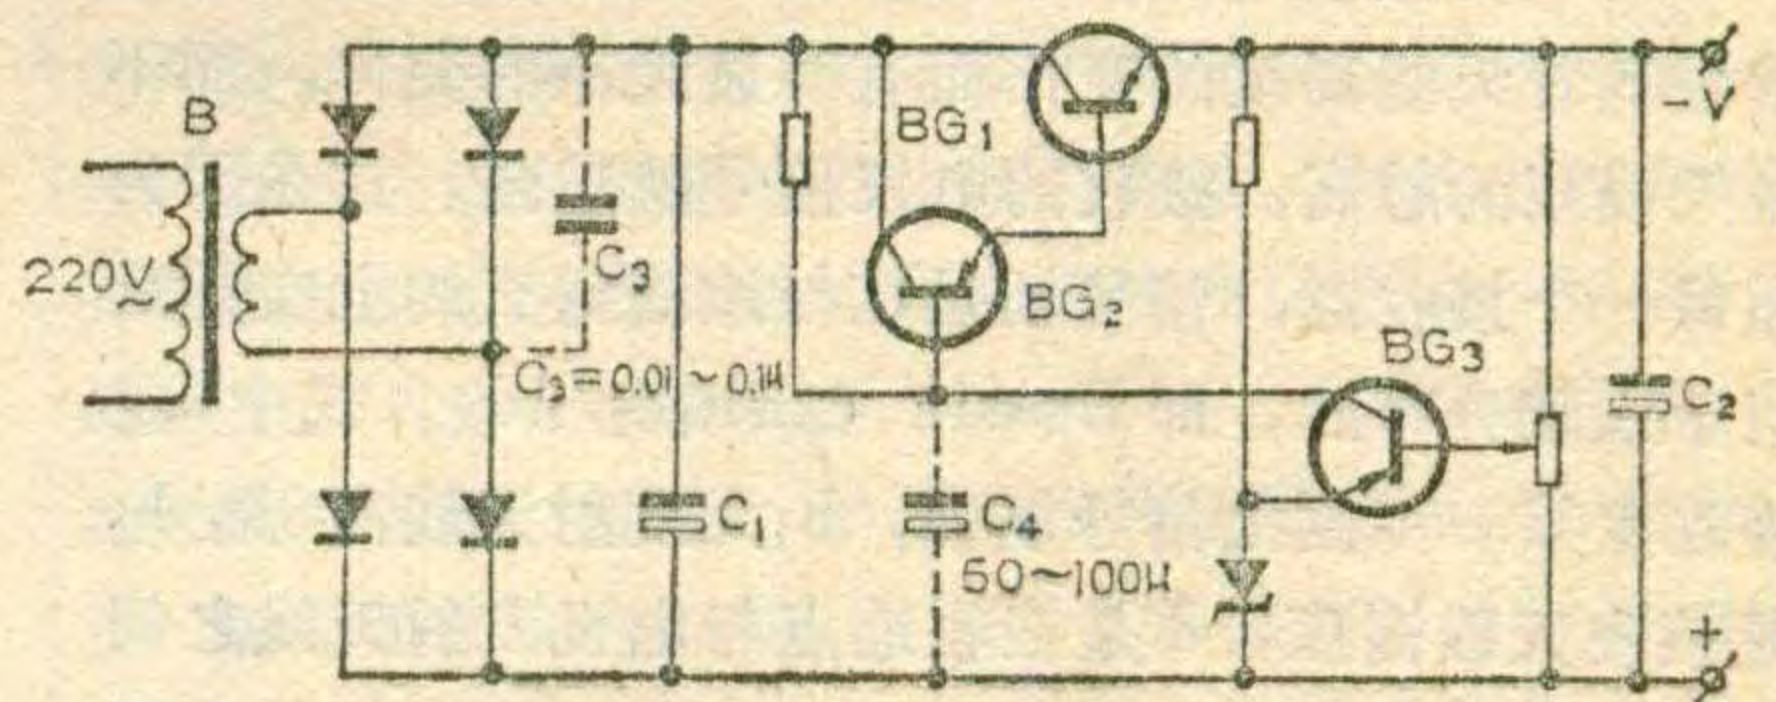 B
220V
~
C₃
C₃=0.01~0.1μ
C₁
BG₁
BG₂
C₄
50~100μ
BG₃
C₂
-V
+